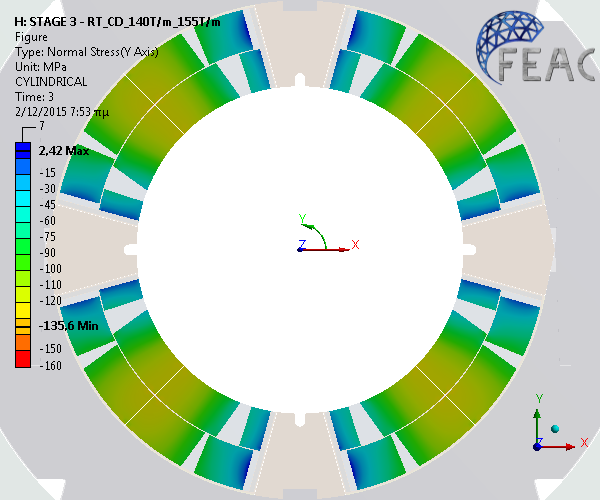 H: STAGE 3 - RT_CD_140T/m_155T/m
Figure
Type: Normal Stress(Y Axis)
Unit: MPa
CYLINDRICAL
Time: 3
2/12/2015 7:53 πμ
7
2,42 Max
-15
-30
-45
-60
-75
-90
-100
-110
-120
-135,6 Min
-150
-160
FEAC
Y
Z
X
Y
Z
X